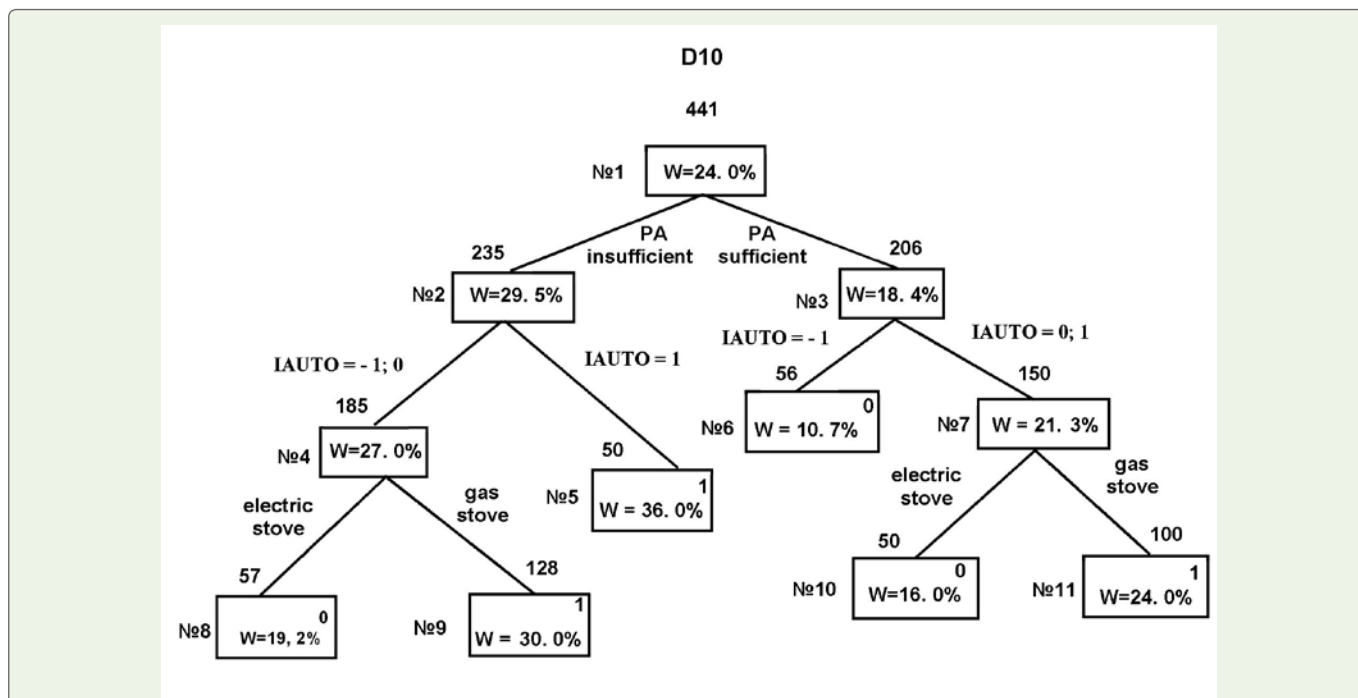 D10
441
№1
W=24. 0%
PA
insufficient
PA
sufficient
235
206
№2
W=29. 5%
№3
W=18. 4%
IAUTO = - 1; 0
IAUTO = 1
IAUTO = - 1
IAUTO = 0; 1
185
50
56
150
№4
W=27. 0%
№5
1
W = 36. 0%
№6
0
W = 10. 7%
№7
W = 21. 3%
electric
stove
gas
stove
electric
stove
gas
stove
57
128
50
100
№8
0
W=19, 2%
№9
1
W = 30. 0%
№10
0
W=16. 0%
№11
1
W=24. 0%